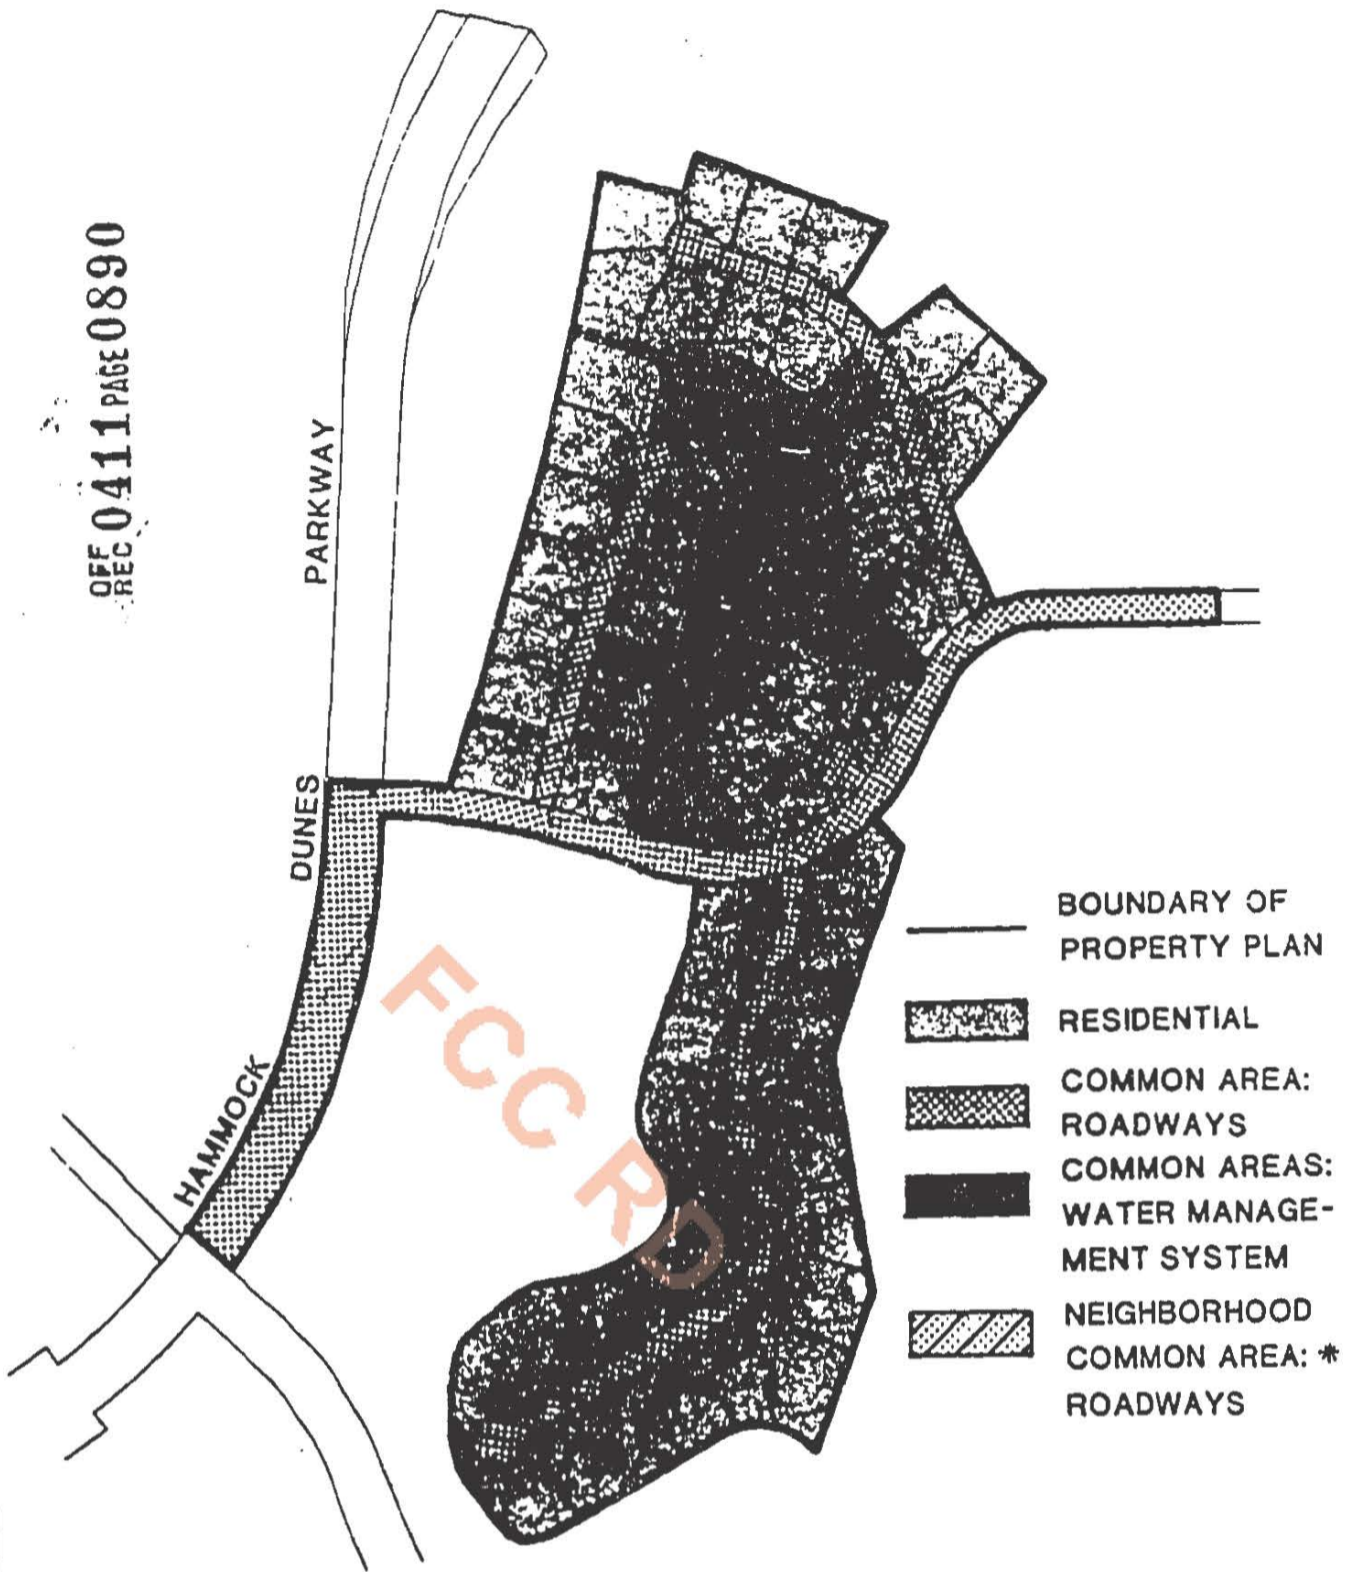 OFF
REC 0411 PAGE 0890
PARKWAY
DUNES
HAMMOCK
FCC RD
BOUNDARY OF
PROPERTY PLAN
RESIDENTIAL
COMMON AREA:
ROADWAYS
COMMON AREAS:
WATER MANAGE-
MENT SYSTEM
NEIGHBORHOOD
COMMON AREA: *
ROADWAYS